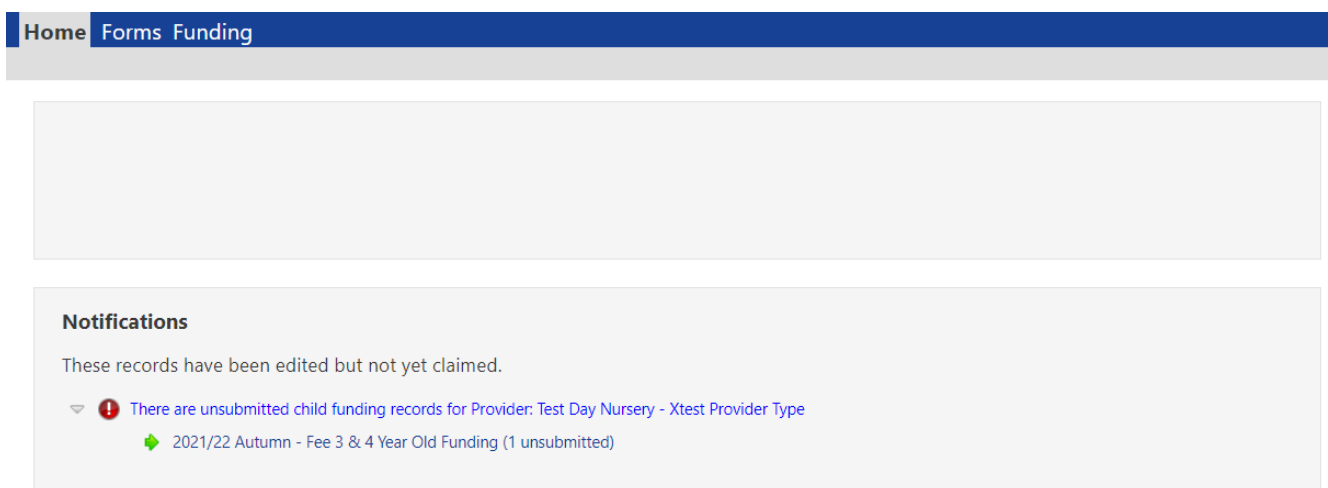 Home Forms Funding
Notifications
These records have been edited but not yet claimed.
There are unsubmitted child funding records for Provider: Test Day Nursery - Xtest Provider Type
2021/22 Autumn - Fee 3 & 4 Year Old Funding (1 unsubmitted)